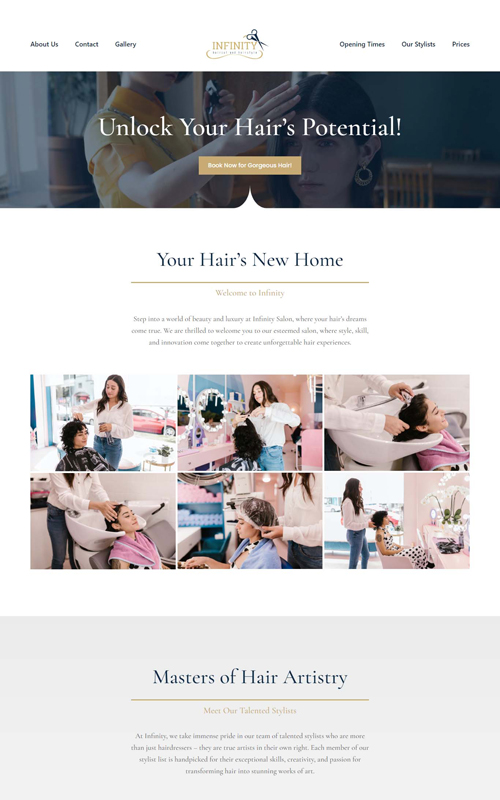 About Us
Contact
Gallery
INFINITY
Opening Times
Our Stylists
Prices
Unlock Your Hair’s Potential!
Book Now for Gorgeous Hair!
Your Hair’s New Home
Welcome to Infinity
Step into a world of beauty and luxury at Infinity Salon, where your hair’s dreams
come true. We are thrilled to welcome you to our esteemed salon, where style, skill,
and innovation come together to create unforgettable hair experiences.
Masters of Hair Artistry
Meet Our Talented Stylists
At Infinity, we take immense pride in our team of talented stylists who are more
than just hairdressers – they are true artists in their own right. Each member of our
stylist list is handpicked for their exceptional skills, creativity, and passion for
transforming hair into stunning works of art.